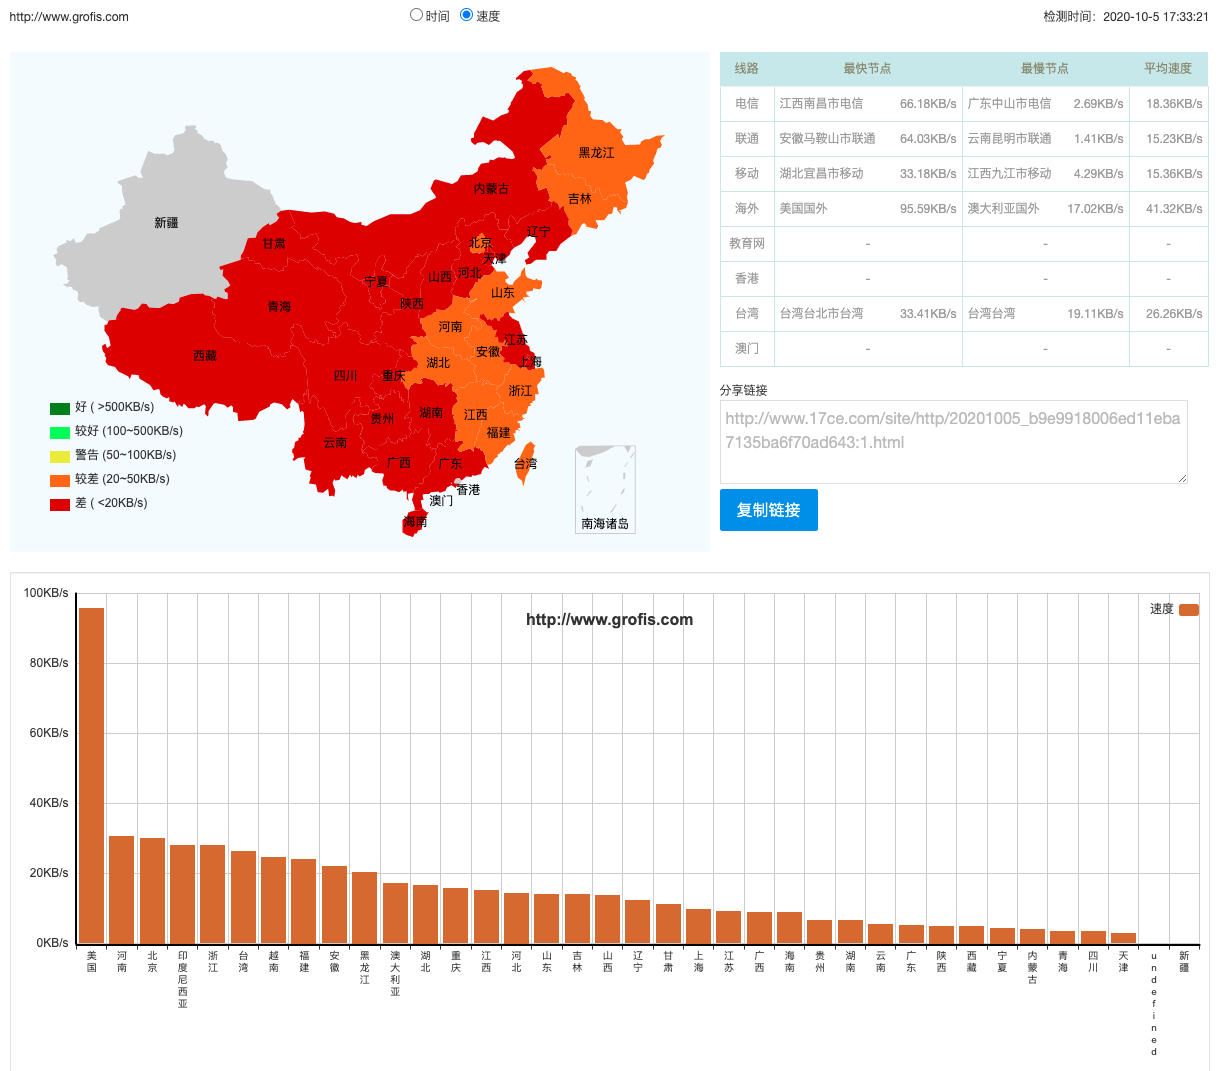 http://www.grofis.com
时间 速度
检测时间：2020-10-5 17:33:21
新疆
黑龙江
内蒙古
吉林
辽宁
甘肃
北京
天津
宁夏
山西
河北
青海
陕西
山东
河南
西藏
江苏
安徽
湖北
上海
四川
重庆
浙江
湖南
江西
贵州
福建
云南
广西
广东
台湾
香港
澳门
海南
南海诸岛
好 ( >500KB/s)
较好 (100~500KB/s)
警告 (50~100KB/s)
较差 (20~50KB/s)
差 ( <20KB/s)
线路 最快节点 最慢节点 平均速度
电信 江西南昌市电信 66.18KB/s 广东中山市电信 2.69KB/s 18.36KB/s
联通 安徽马鞍山市联通 64.03KB/s 云南昆明市联通 1.41KB/s 15.23KB/s
移动 湖北宜昌市移动 33.18KB/s 江西九江市移动 4.29KB/s 15.36KB/s
海外 美国国外 95.59KB/s 澳大利亚国外 17.02KB/s 41.32KB/s
教育网 - - -
香港 - - -
台湾 台湾台北市台湾 33.41KB/s 台湾台湾 19.11KB/s 26.26KB/s
澳门 - - -
分享链接
http://www.17ce.com/site/http/20201005_b9e9918006ed11eba
7135ba6f70ad643:1.html
复制链接
http://www.grofis.com
速度
100KB/s
80KB/s
60KB/s
40KB/s
20KB/s
0KB/s
美国
河南
北京
印度尼西亚
浙江
台湾
越南
福建
安徽
黑龙江
澳大利亚
湖北
重庆
江西
河北
山东
吉林
山西
辽宁
甘肃
上海
江苏
广西
海南
贵州
湖南
云南
广东
陕西
西藏
宁夏
内蒙古
青海
四川
天津
undefined
新疆